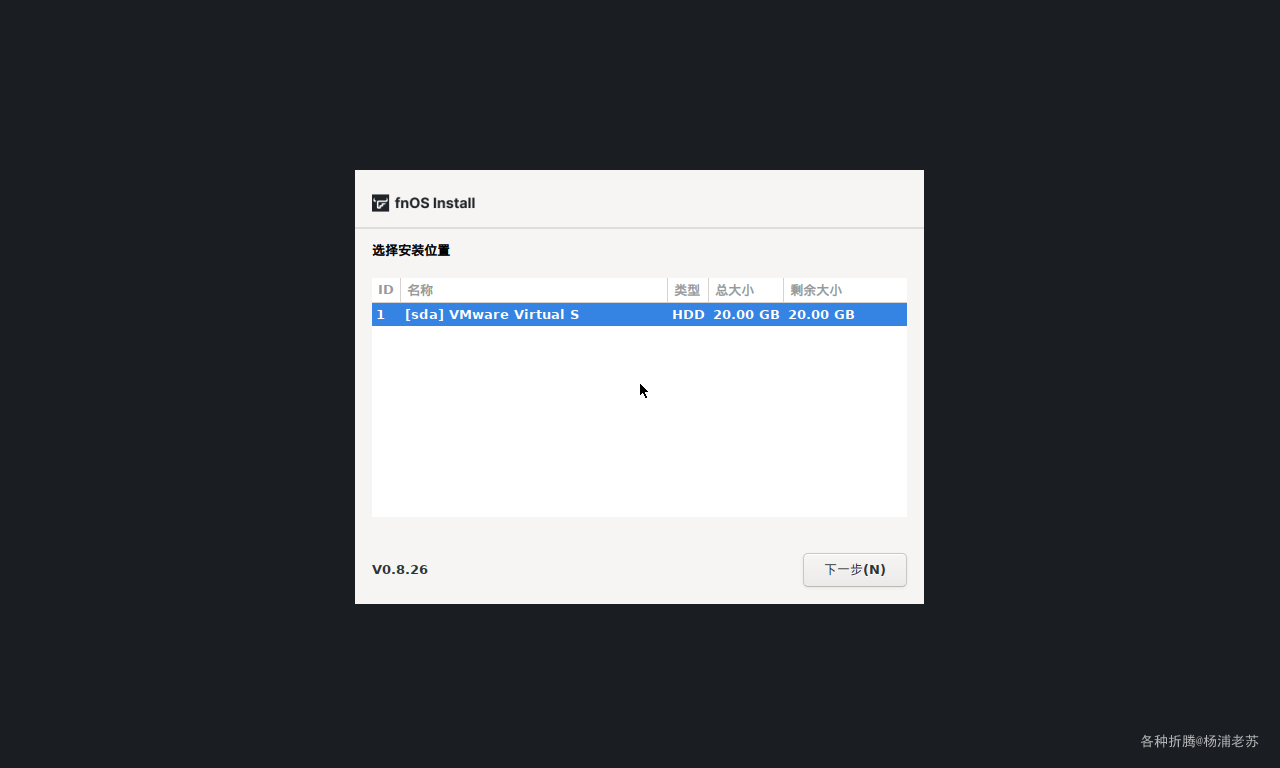 fnOS Install
选择安装位置
ID 名称 类型 总大小 剩余大小
1 [sda] VMware Virtual S HDD 20.00 GB 20.00 GB
V0.8.26 下一步(N)
各种折腾@杨浦老苏